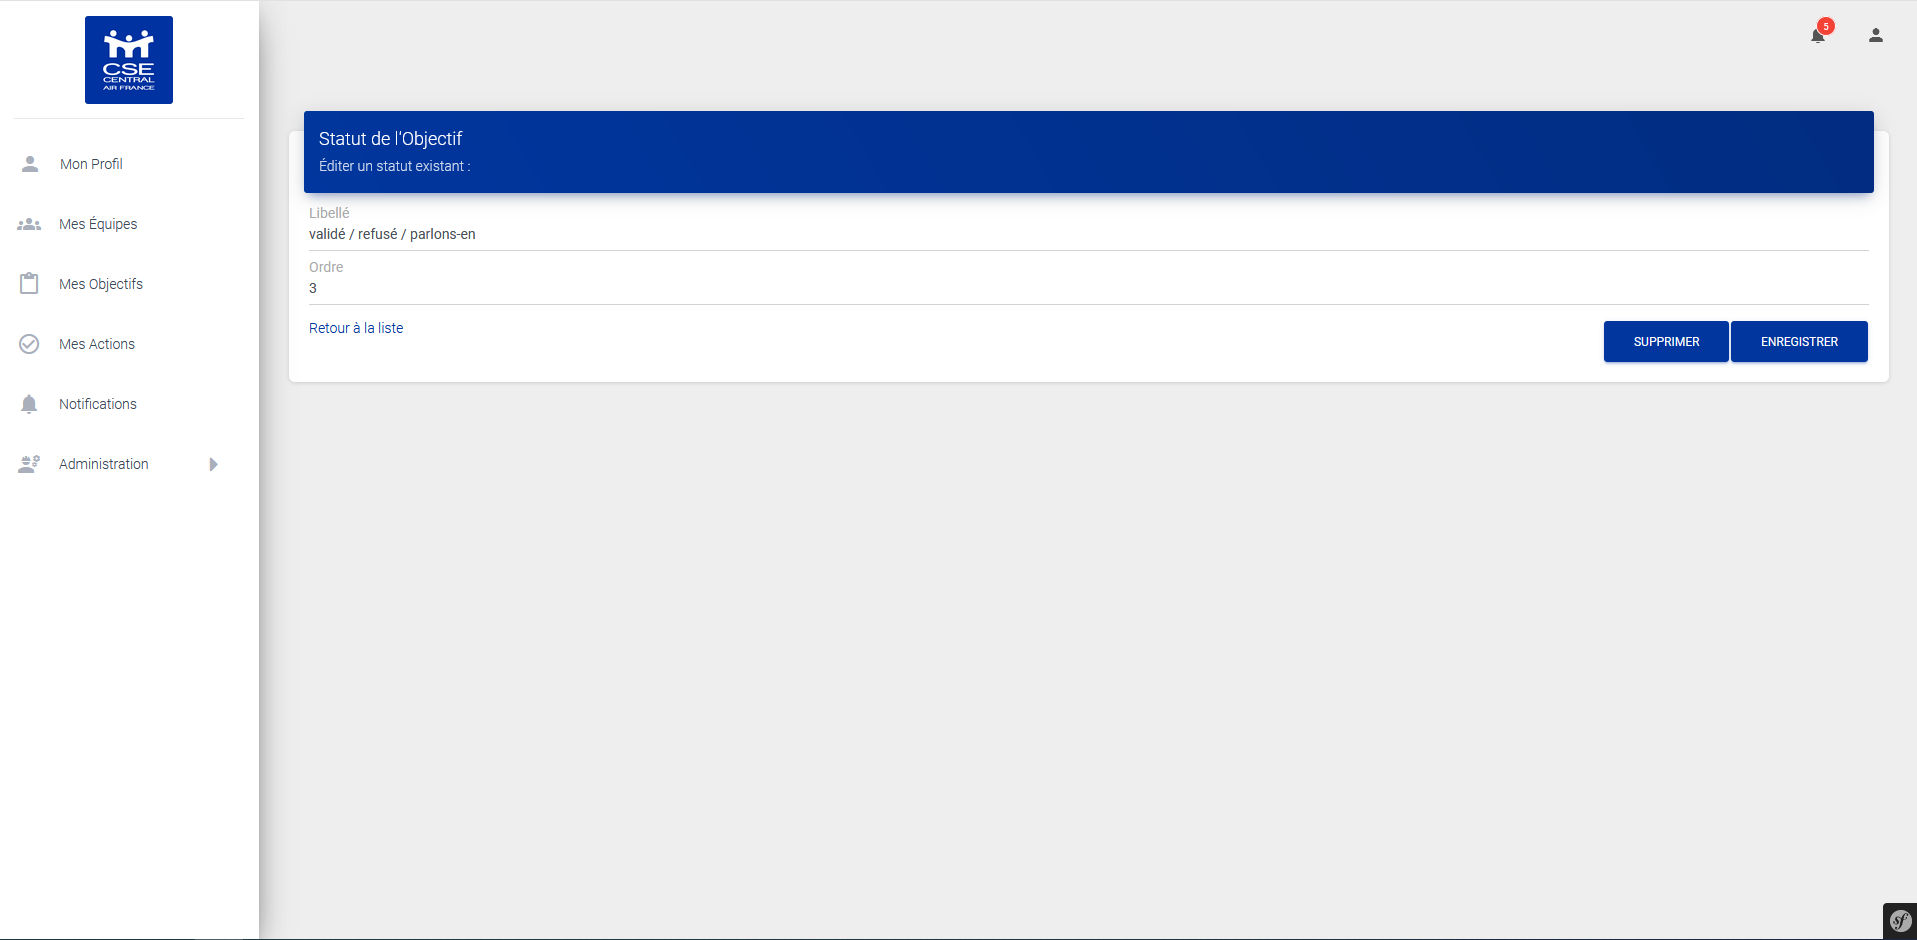 CSE
CENTRAL
AIR FRANCE
5
Mon Profil
Mes Équipes
Mes Objectifs
Mes Actions
Notifications
Administration
Statut de l'Objectif
Éditer un statut existant :
Libellé
validé / refusé / parlons-en
Ordre
3
Retour à la liste
SUPPRIMER
ENREGISTRER
sf